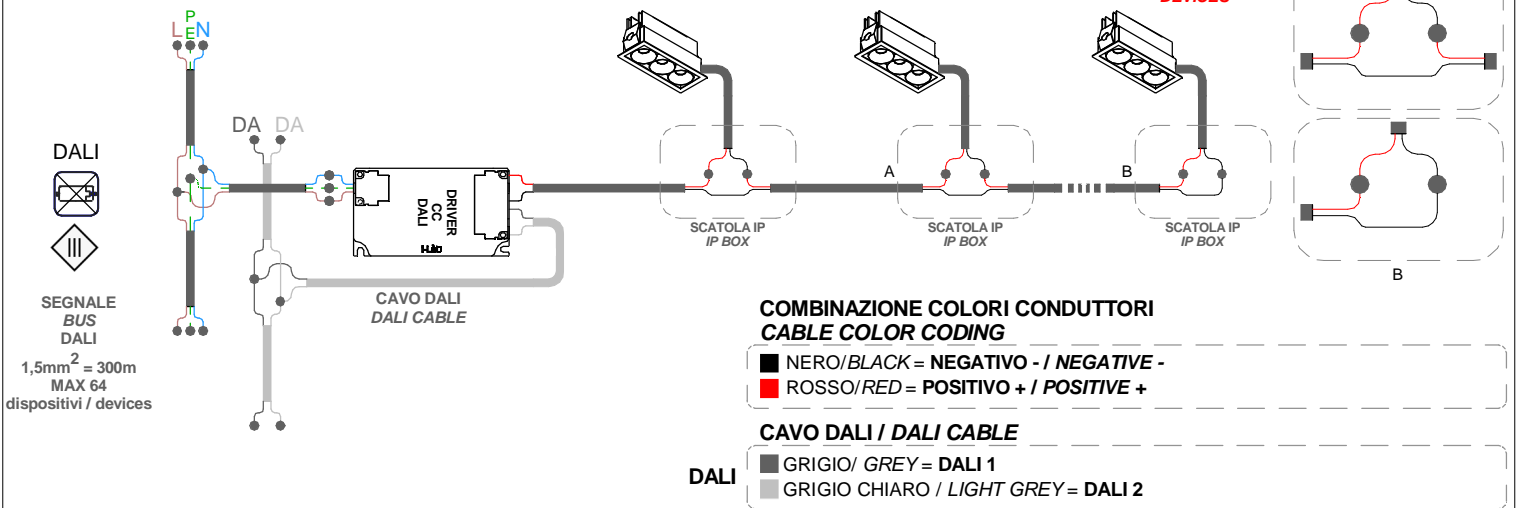 L PE N
DA DA
DALI
SEGNALE
BUS
DALI
1,5mm² = 300m
MAX 64
dispositivi / devices
DRIVER
CC
DALI
CAVO DALI
DALI CABLE
A
B
SCATOLA IP
IP BOX
SCATOLA IP
IP BOX
SCATOLA IP
IP BOX
B
COMBINAZIONE COLORI CONDUTTORI
CABLE COLOR CODING
NERO/BLACK = NEGATIVO - / NEGATIVE -
ROSSO/RED = POSITIVO + / POSITIVE +
CAVO DALI / DALI CABLE
DALI
GRIGIO/ GREY = DALI 1
GRIGIO CHIARO / LIGHT GREY = DALI 2